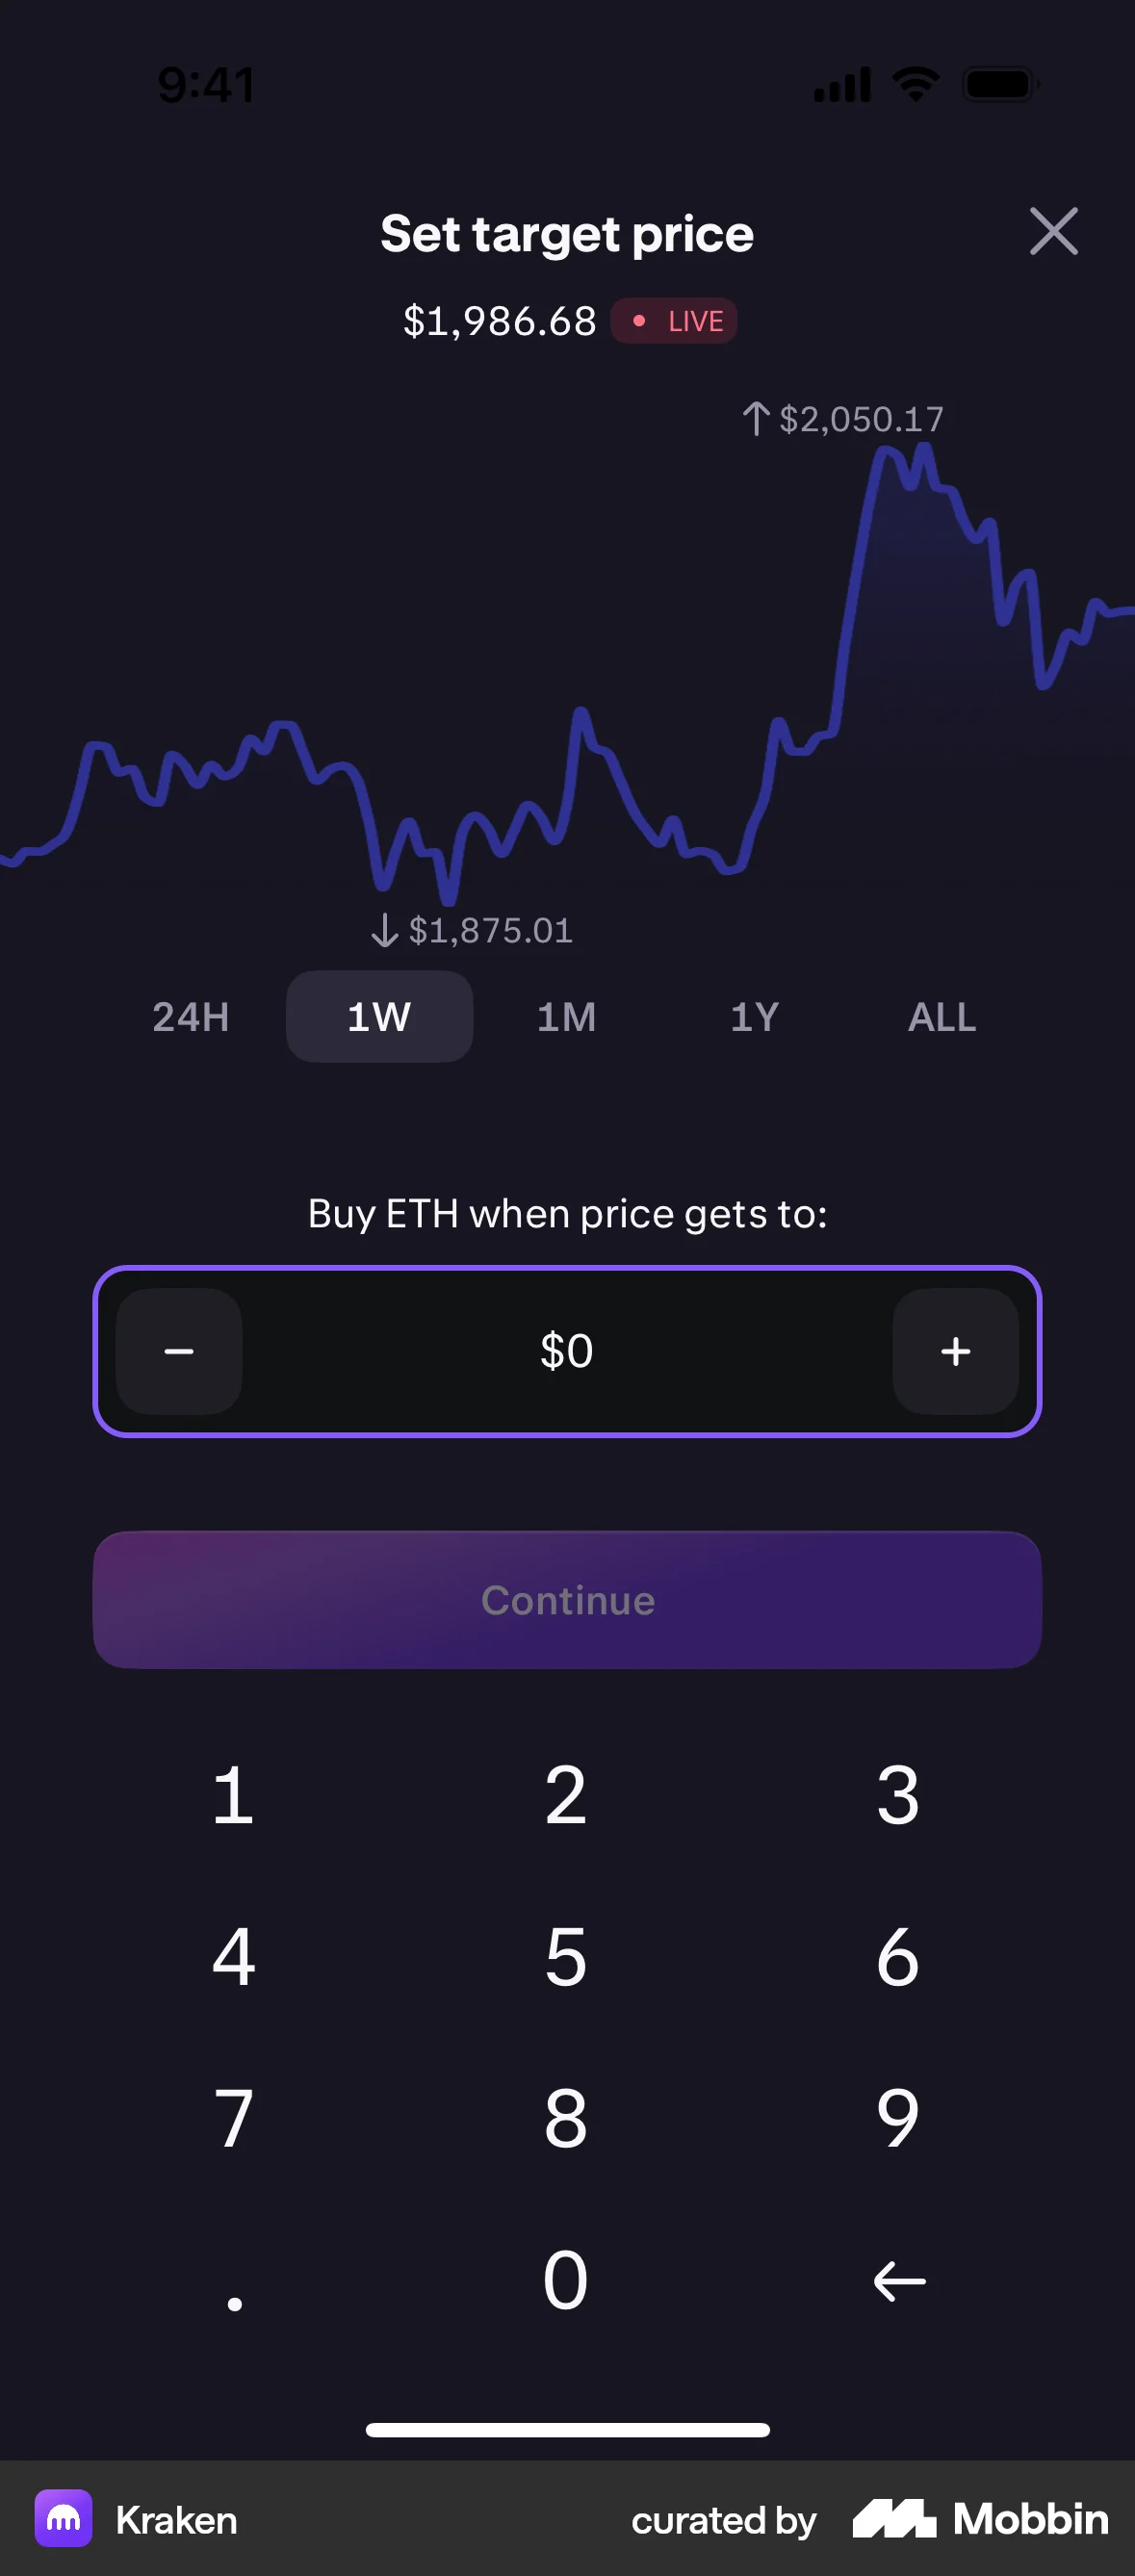 9:41
Set target price
$1,986.68 • LIVE
↑ $2,050.17
↓ $1,875.01
24H 1W 1M 1Y ALL
Buy ETH when price gets to:
− $0 +
Continue
1 2 3
4 5 6
7 8 9
. 0 ←
Kraken curated by Mobbin